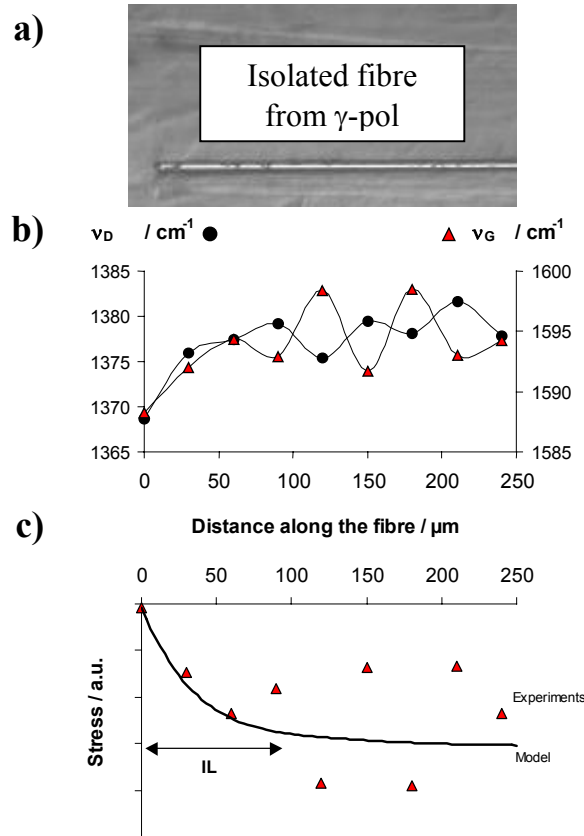 a)
Isolated fibre
from γ-pol
b)
νD / cm-1 νG / cm-1
1385 1600
1380 1595
1375
1370 1590
1365 1585
0 50 100 150 200 250
Distance along the fibre / µm
c)
0 50 100 150 200 250
Stress / a.u.
Experiments
IL
Model